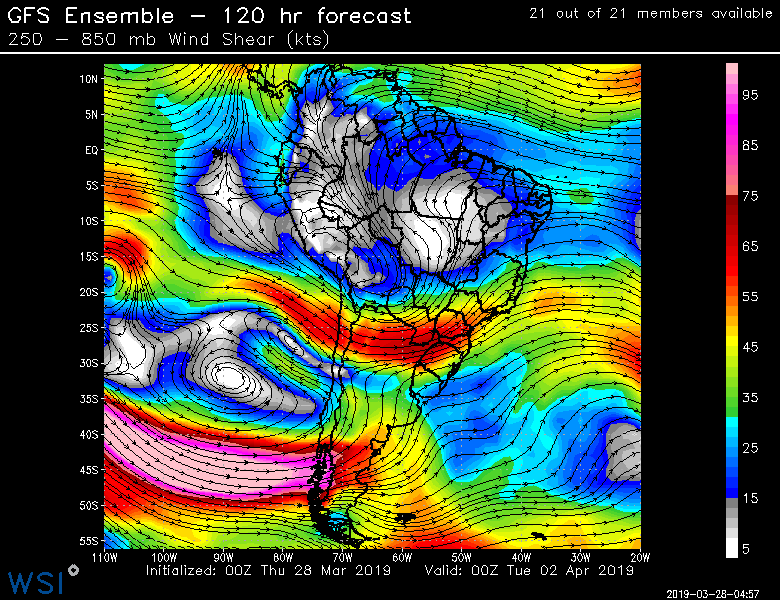 GFS Ensemble – 120 hr forecast
21 out of 21 members available
250 – 850 mb Wind Shear (kts)
10N
5N
EQ
5S
10S
15S
20S
25S
30S
35S
40S
45S
50S
55S
110W 100W 90W 80W 70W 60W 50W 40W 30W 20W
95
85
75
65
55
45
35
25
15
5
Initialized: 00Z Thu 28 Mar 2019 Valid: 00Z Tue 02 Apr 2019
WSI
2019-03-28-04:57